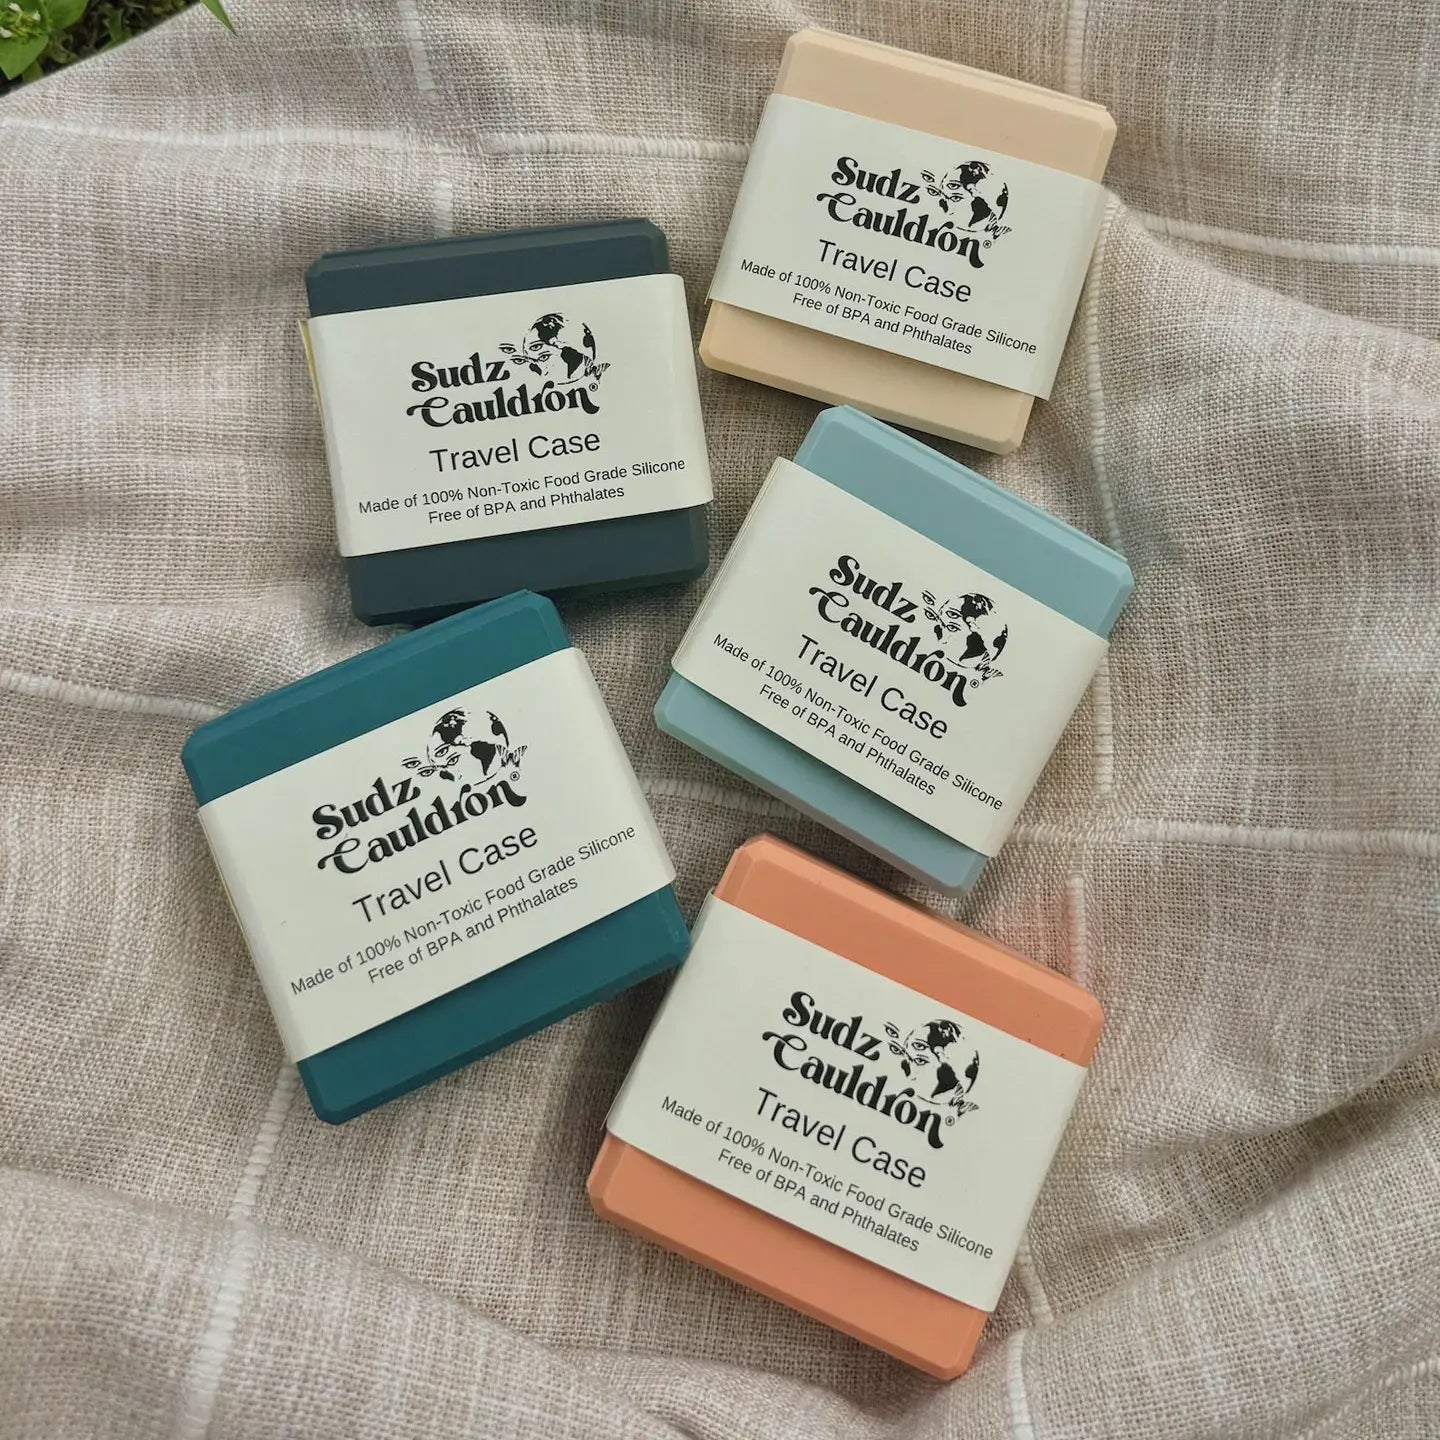 Sudz
Cauldron®
Travel Case
Made of 100% Non-Toxic Food Grade Silicone
Free of BPA and Phthalates
Sudz
Cauldron®
Travel Case
Made of 100% Non-Toxic Food Grade Silicone
Free of BPA and Phthalates
Sudz
Cauldron®
Travel Case
Made of 100% Non-Toxic Food Grade Silicone
Free of BPA and Phthalates
Sudz
Cauldron®
Travel Case
Made of 100% Non-Toxic Food Grade Silicone
Free of BPA and Phthalates
Sudz
Cauldron®
Travel Case
Made of 100% Non-Toxic Food Grade Silicone
Free of BPA and Phthalates